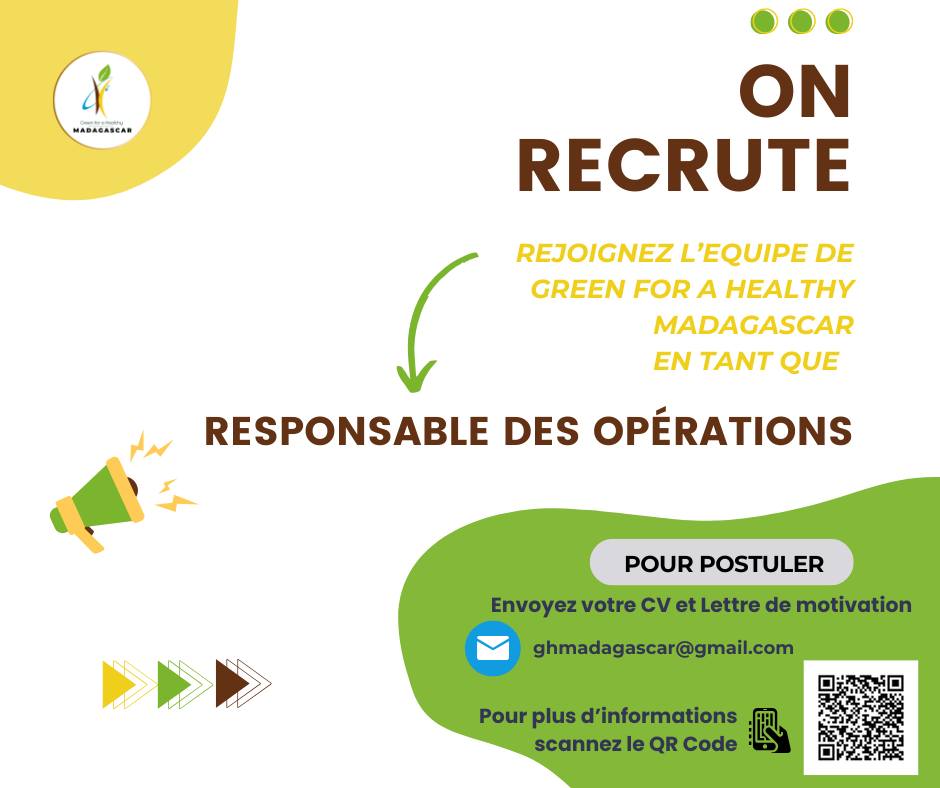 Green for a Healthy
MADAGASCAR
ON
RECRUTE
REJOIGNEZ L’EQUIPE DE
GREEN FOR A HEALTHY
MADAGASCAR
EN TANT QUE
RESPONSABLE DES OPÉRATIONS
POUR POSTULER
Envoyez votre CV et Lettre de motivation
ghmadagascar@gmail.com
Pour plus d’informations
scannez le QR Code